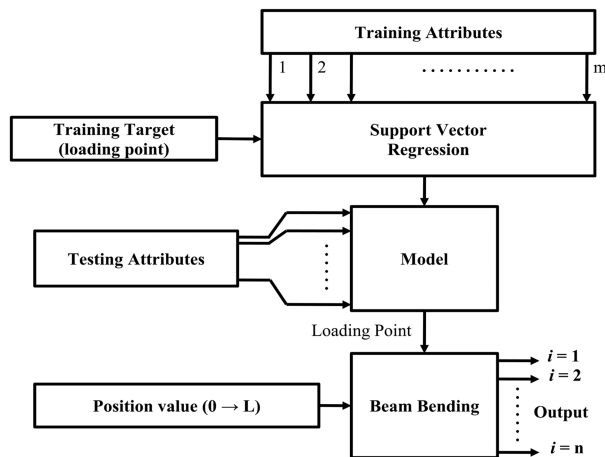 Training Attributes
1 2 ........... m
Training Target
(loading point)
Support Vector
Regression
Testing Attributes
Model
Loading Point
Position value (0 → L)
Beam Bending
i = 1
i = 2
Output
i = n